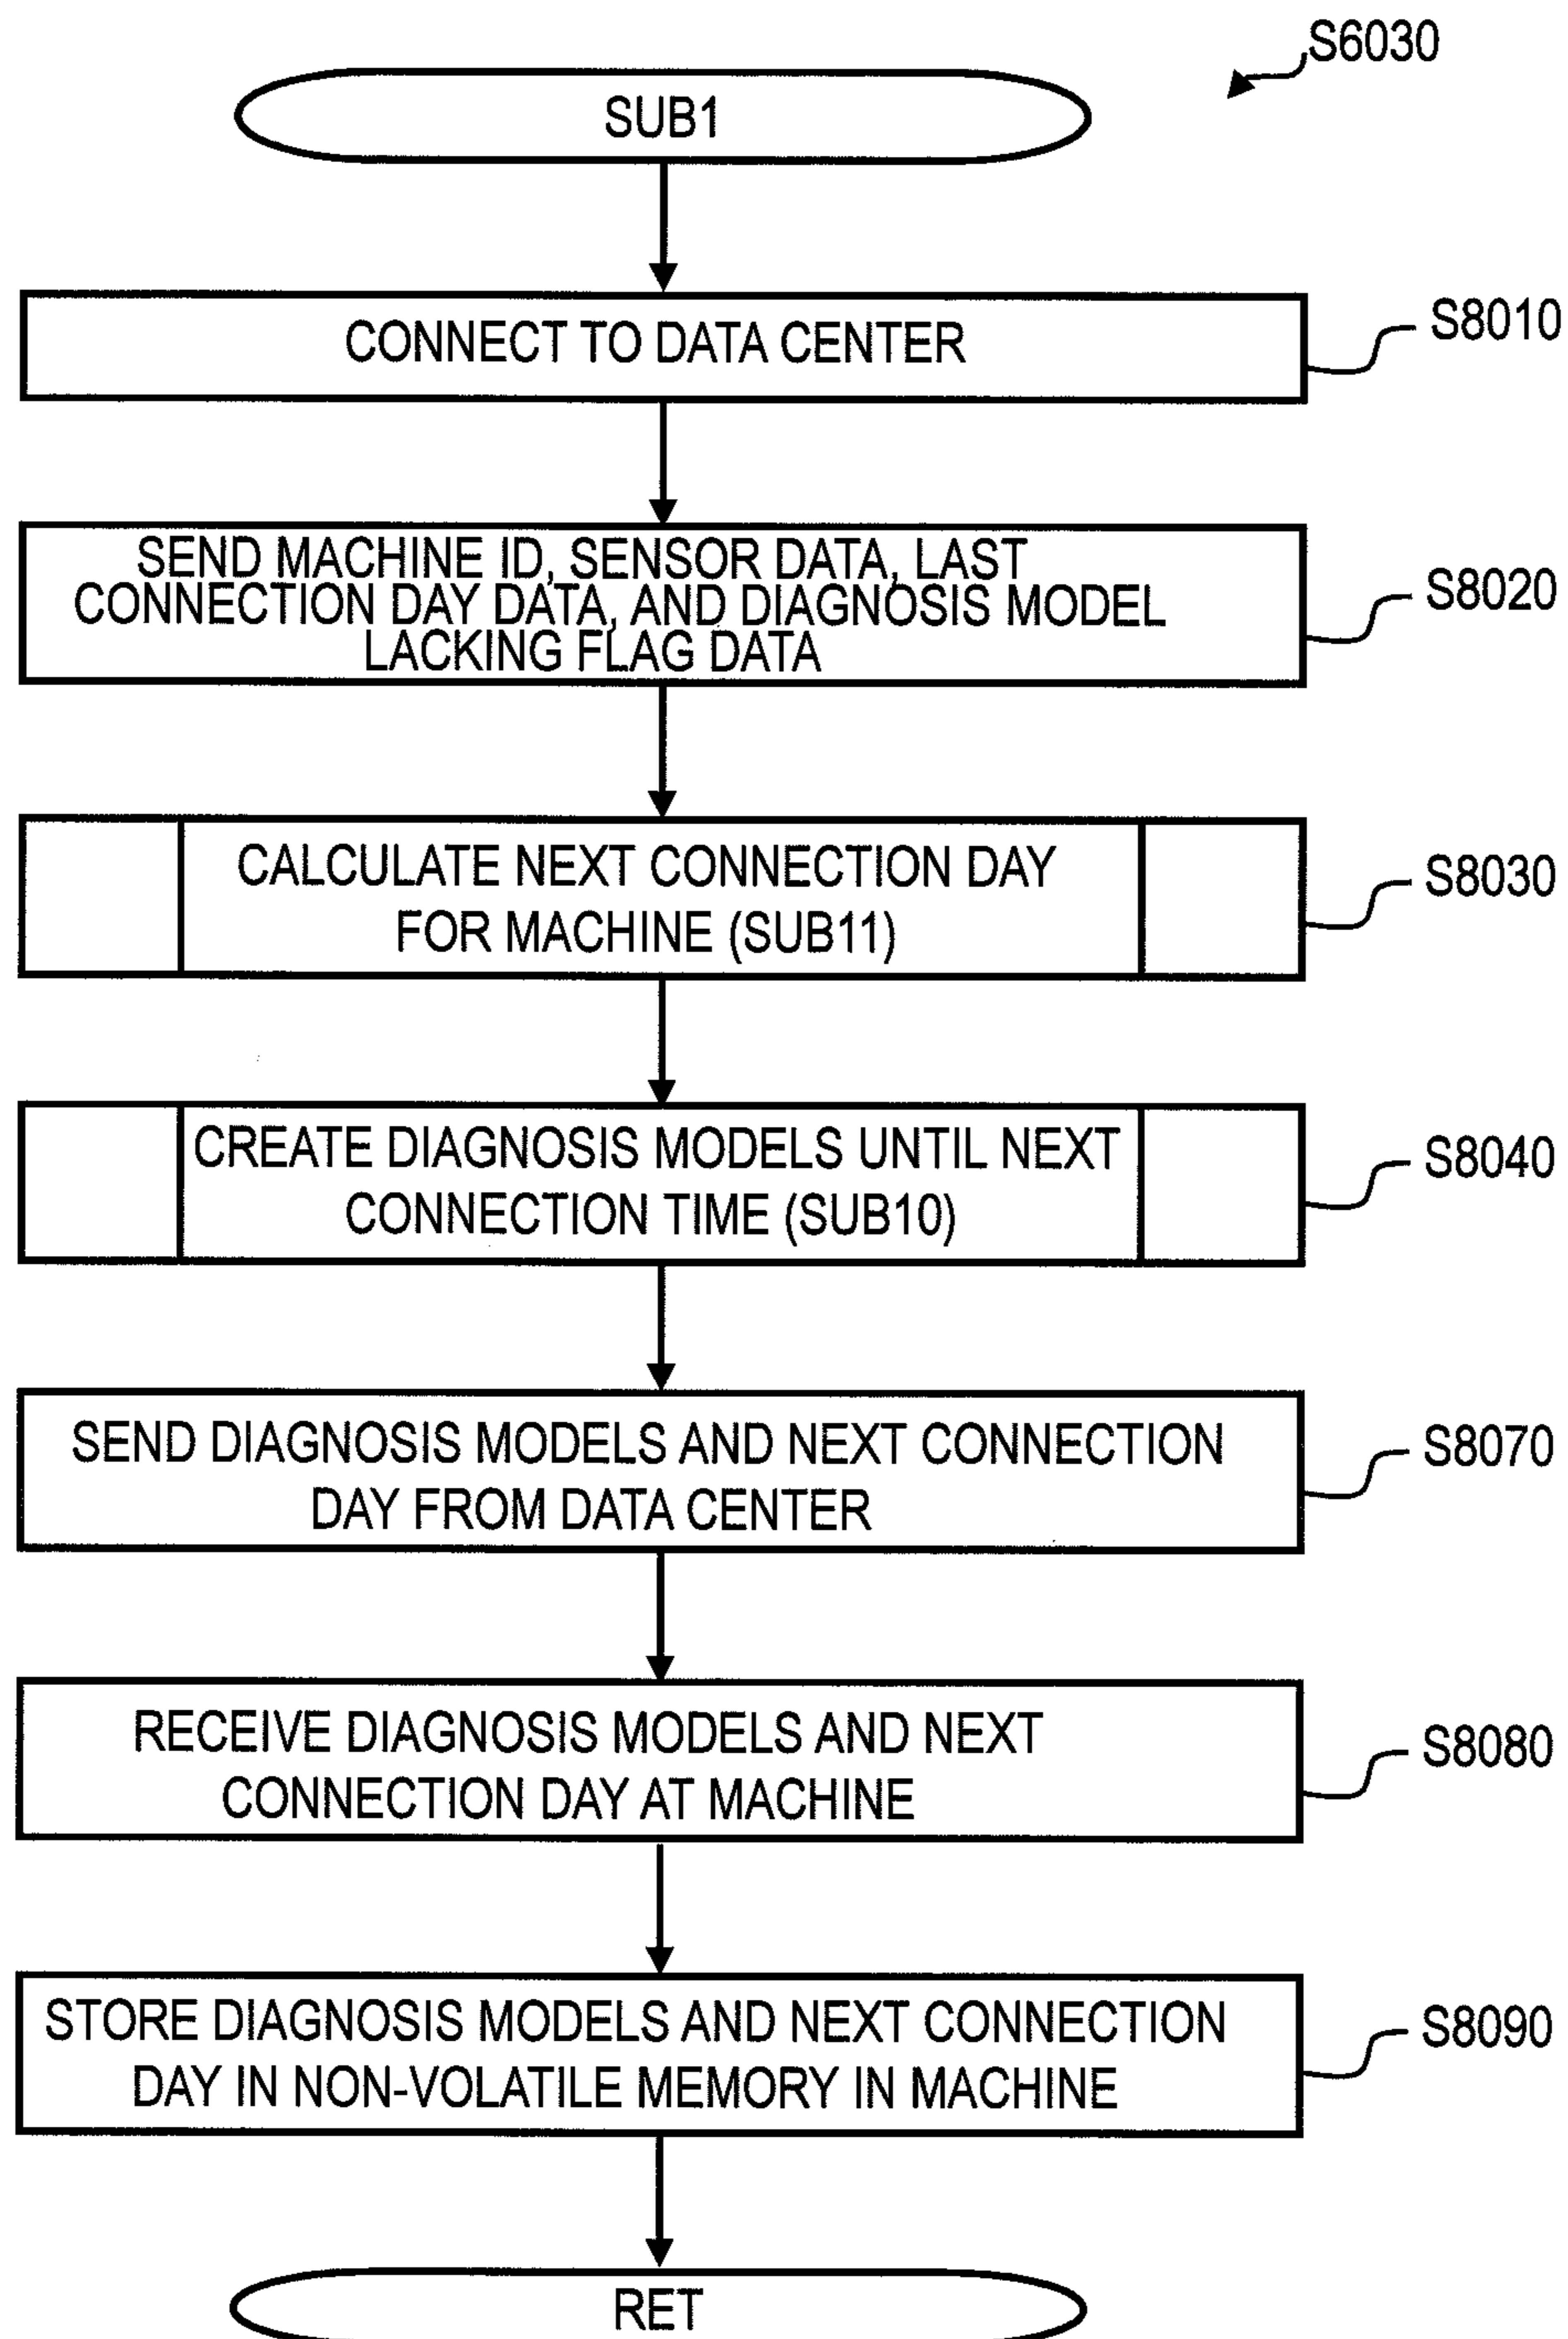 S6030
SUB1
CONNECT TO DATA CENTER
S8010
SEND MACHINE ID, SENSOR DATA, LAST
CONNECTION DAY DATA, AND DIAGNOSIS MODEL
LACKING FLAG DATA
S8020
CALCULATE NEXT CONNECTION DAY
FOR MACHINE (SUB11)
S8030
CREATE DIAGNOSIS MODELS UNTIL NEXT
CONNECTION TIME (SUB10)
S8040
SEND DIAGNOSIS MODELS AND NEXT CONNECTION
DAY FROM DATA CENTER
S8070
RECEIVE DIAGNOSIS MODELS AND NEXT
CONNECTION DAY AT MACHINE
S8080
STORE DIAGNOSIS MODELS AND NEXT CONNECTION
DAY IN NON-VOLATILE MEMORY IN MACHINE
S8090
RET